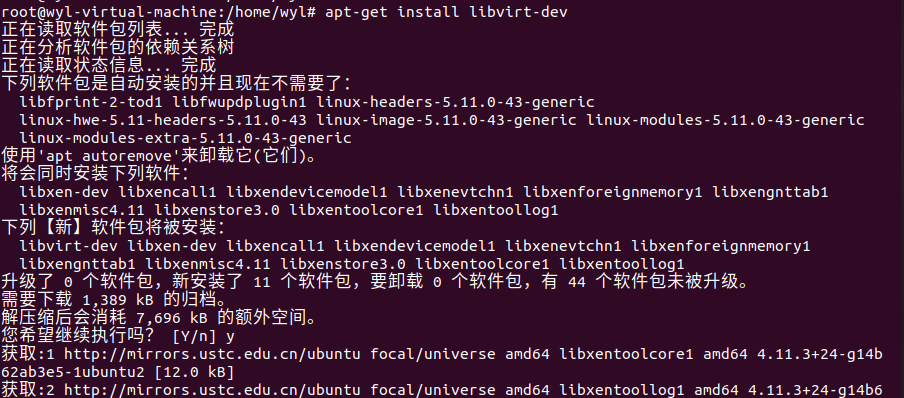 root@wyl-virtual-machine:/home/wyl# apt-get install libvirt-dev
正在读取软件包列表... 完成
正在分析软件包的依赖关系树
正在读取状态信息... 完成
下列软件包是自动安装的并且现在不需要了：
  libfprint-2-tod1 libfwupdplugin1 linux-headers-5.11.0-43-generic
  linux-hwe-5.11-headers-5.11.0-43 linux-image-5.11.0-43-generic linux-modules-5.11.0-43-generic
  linux-modules-extra-5.11.0-43-generic
使用'apt autoremove'来卸载它(它们)。
将会同时安装下列软件：
  libxen-dev libxencall1 libxendevicemodel1 libxenevtchn1 libxenforeignmemory1 libxengnttab1
  libxenmisc4.11 libxenstore3.0 libxentoolcore1 libxentoollog1
下列【新】软件包将被安装：
  libvirt-dev libxen-dev libxencall1 libxendevicemodel1 libxenevtchn1 libxenforeignmemory1
  libxengnttab1 libxenmisc4.11 libxenstore3.0 libxentoolcore1 libxentoollog1
升级了 0 个软件包，新安装了 11 个软件包，要卸载 0 个软件包，有 44 个软件包未被升级。
需要下载 1,389 kB 的归档。
解压缩后会消耗 7,696 kB 的额外空间。
您希望继续执行吗？ [Y/n] y
获取:1 http://mirrors.ustc.edu.cn/ubuntu focal/universe amd64 libxentoolcore1 amd64 4.11.3+24-g14b
62ab3e5-1ubuntu2 [12.0 kB]
获取:2 http://mirrors.ustc.edu.cn/ubuntu focal/universe amd64 libxentoollog1 amd64 4.11.3+24-g14b6